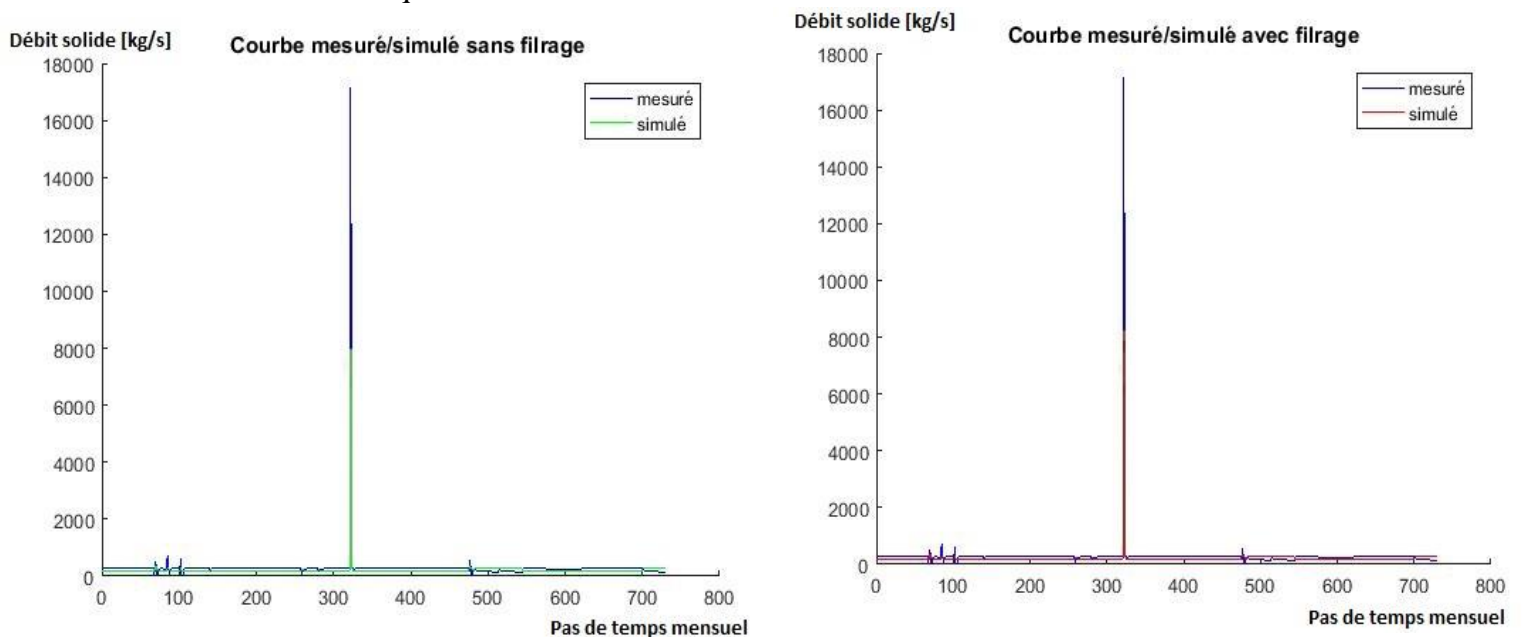 Débit solide [kg/s]
Courbe mesuré/simulé sans filrage
18000
16000
14000
12000
10000
8000
6000
4000
2000
0
mesuré
simulé
0 100 200 300 400 500 600 700 800
Pas de temps mensuel
Débit solide [kg/s]
Courbe mesuré/simulé avec filrage
18000
16000
14000
12000
10000
8000
6000
4000
2000
0
mesuré
simulé
0 100 200 300 400 500 600 700 800
Pas de temps mensuel